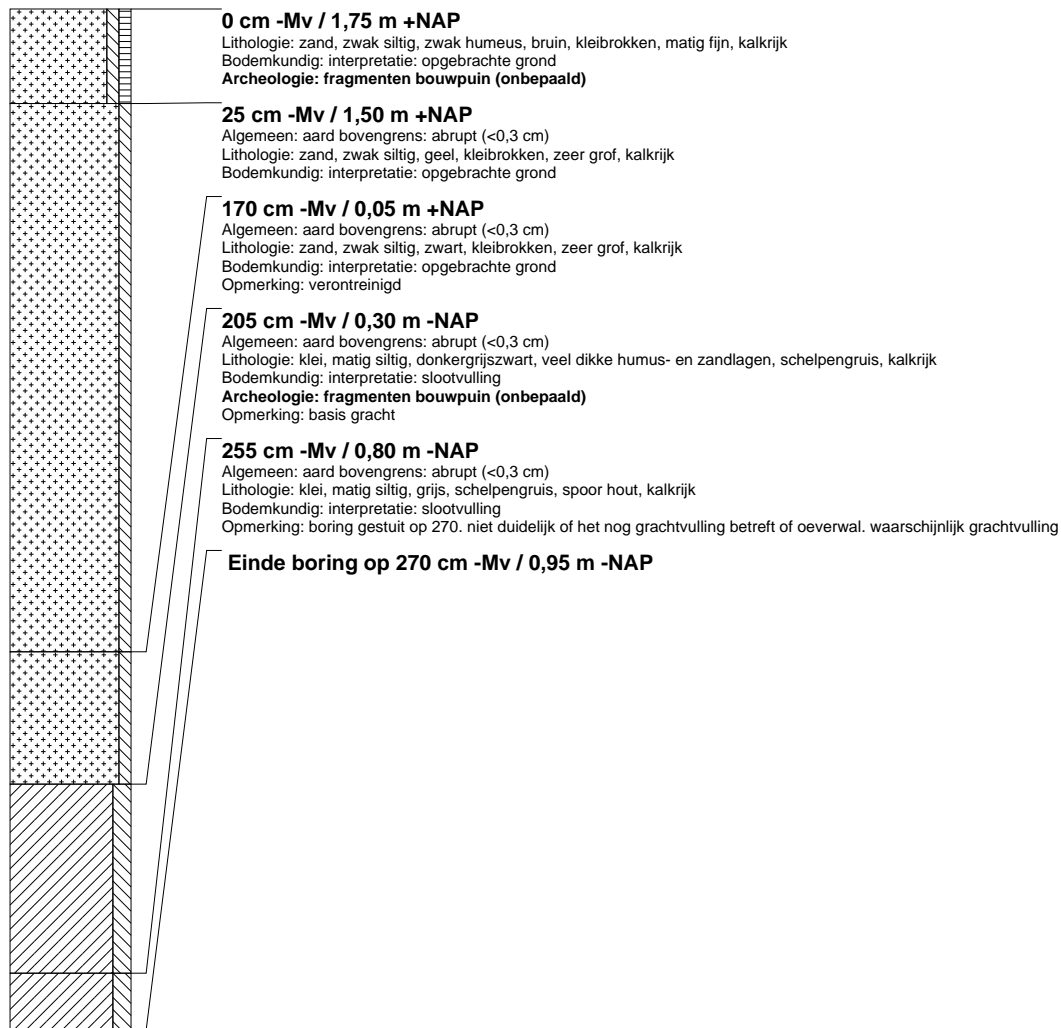 0 cm -Mv / 1,75 m +NAP
Lithologie: zand, zwak siltig, zwak humeus, bruin, kleibrokken, matig fijn, kalkrijk
Bodemkundig: interpretatie: opgebrachte grond
Archeologie: fragmenten bouwpuin (onbepaald)
25 cm -Mv / 1,50 m +NAP
Algemeen: aard bovengrens: abrupt (<0,3 cm)
Lithologie: zand, zwak siltig, geel, kleibrokken, zeer grof, kalkrijk
Bodemkundig: interpretatie: opgebrachte grond
170 cm -Mv / 0,05 m +NAP
Algemeen: aard bovengrens: abrupt (<0,3 cm)
Lithologie: zand, zwak siltig, zwart, kleibrokken, zeer grof, kalkrijk
Bodemkundig: interpretatie: opgebrachte grond
Opmerking: verontreinigd
205 cm -Mv / 0,30 m -NAP
Algemeen: aard bovengrens: abrupt (<0,3 cm)
Lithologie: klei, matig siltig, donkergrijszwart, veel dikke humus- en zandlagen, schelpengruis, kalkrijk
Bodemkundig: interpretatie: slootvulling
Archeologie: fragmenten bouwpuin (onbepaald)
Opmerking: basis gracht
255 cm -Mv / 0,80 m -NAP
Algemeen: aard bovengrens: abrupt (<0,3 cm)
Lithologie: klei, matig siltig, grijs, schelpengruis, spoor hout, kalkrijk
Bodemkundig: interpretatie: slootvulling
Opmerking: boring gestuit op 270. niet duidelijk of het nog grachtvulling betreft of oeverwal. waarschijnlijk grachtvulling
Einde boring op 270 cm -Mv / 0,95 m -NAP